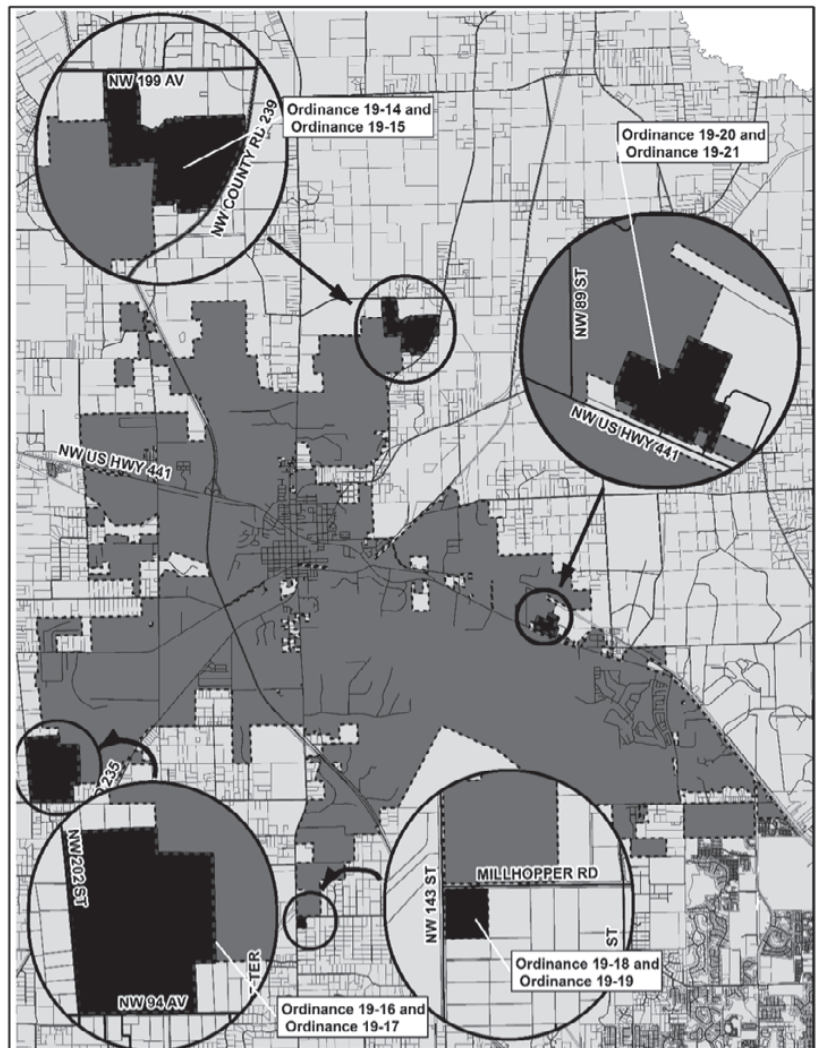 NW 199 AV
NW COUNTY RD 239
Ordinance 19-14 and
Ordinance 19-15
Ordinance 19-20 and
Ordinance 19-21
NW 89 ST
NW US HWY 441
NW US HWY 441
235
NW 202 ST
NW 94 AV
Ordinance 19-16 and
Ordinance 19-17
NW 143 ST
MILLHOPPER RD
ST
Ordinance 19-18 and
Ordinance 19-19